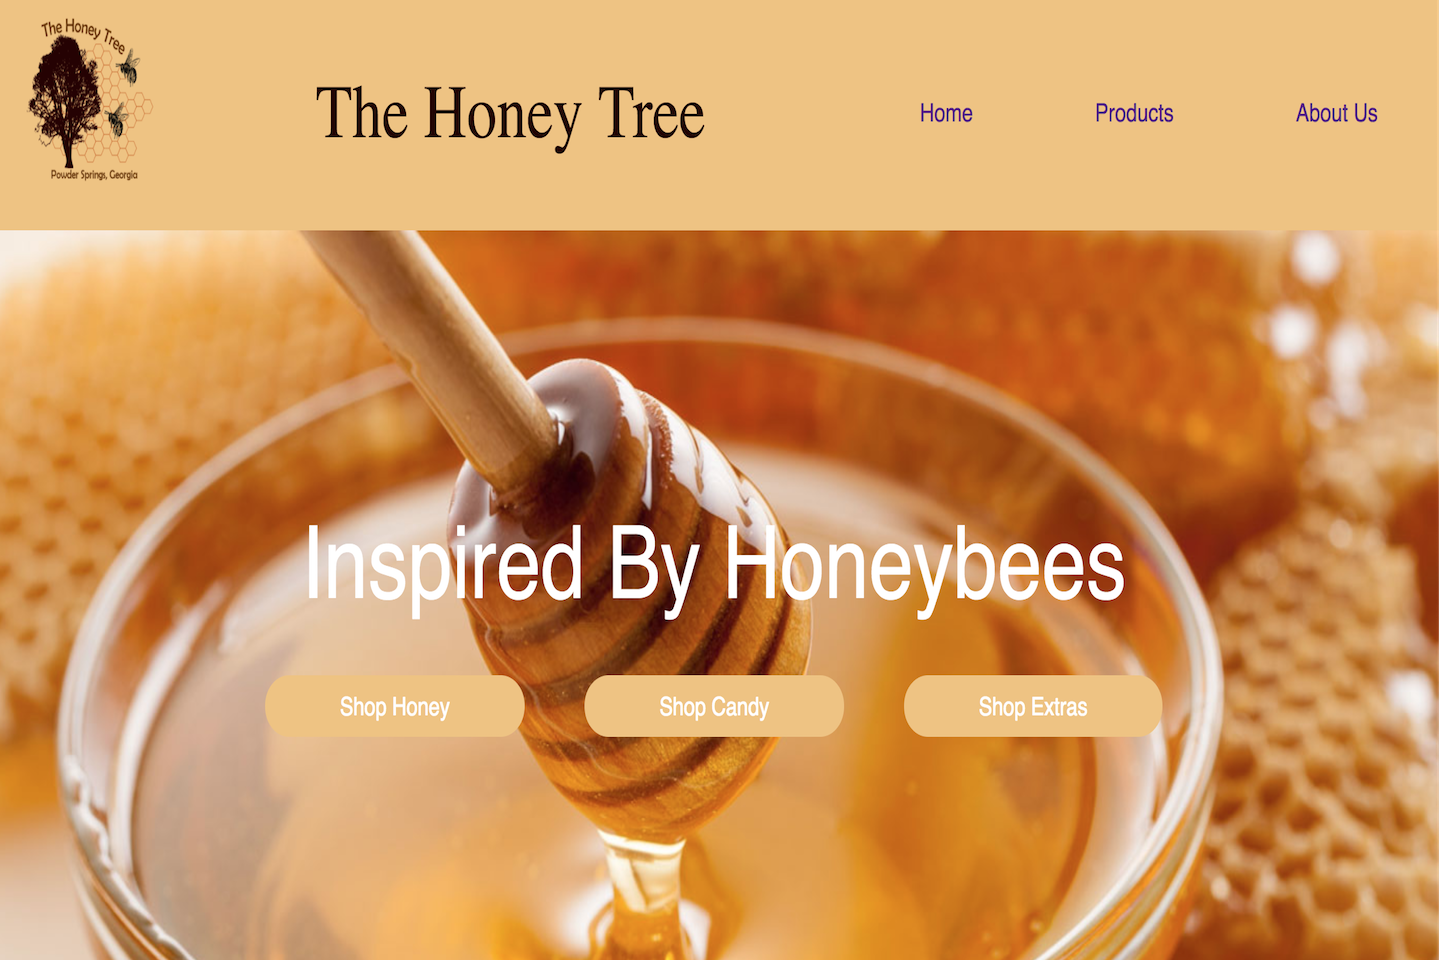 The Honey Tree
Powder Springs, Georgia
The Honey Tree
Home
Products
About Us
Inspired By Honeybees
Shop Honey
Shop Candy
Shop Extras